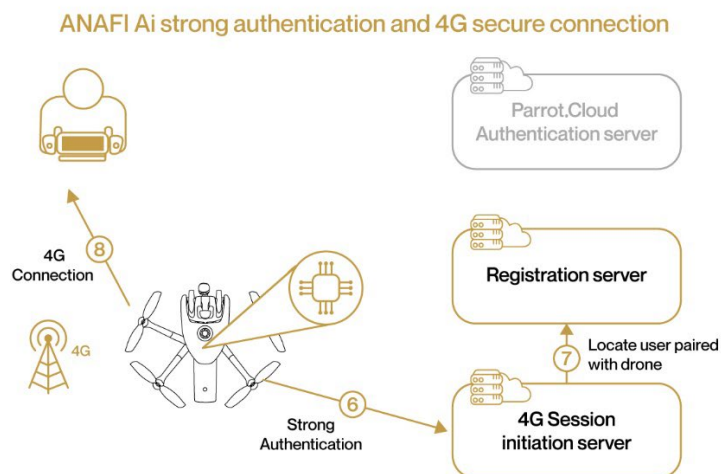 ANAFI Ai strong authentication and 4G secure connection
Parrot.Cloud
Authentication server
8
4G
Connection
Registration server
4G
7
Locate user paired
with drone
6
Strong
Authentication
4G Session
initiation server